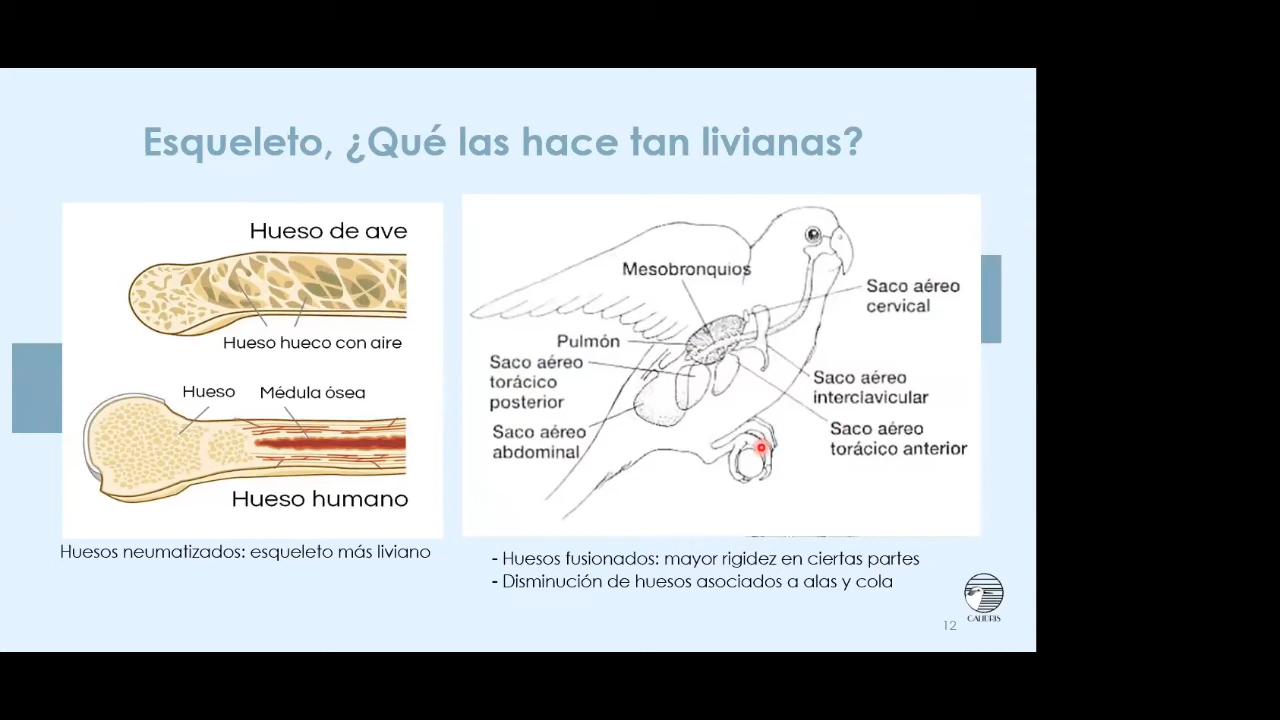 Esqueleto, ¿Qué las hace tan livianas?
Hueso de ave
Hueso hueco con aire
Hueso
Médula ósea
Hueso humano
Huesos neumatizados: esqueleto más liviano
Mesobronquios
Saco aéreo
cervical
Pulmón
Saco aéreo
torácico
posterior
Saco aéreo
abdominal
Saco aéreo
interclavicular
Saco aéreo
torácico anterior
- Huesos fusionados: mayor rigidez en ciertas partes
- Disminución de huesos asociados a alas y cola
CALIDRIS
12